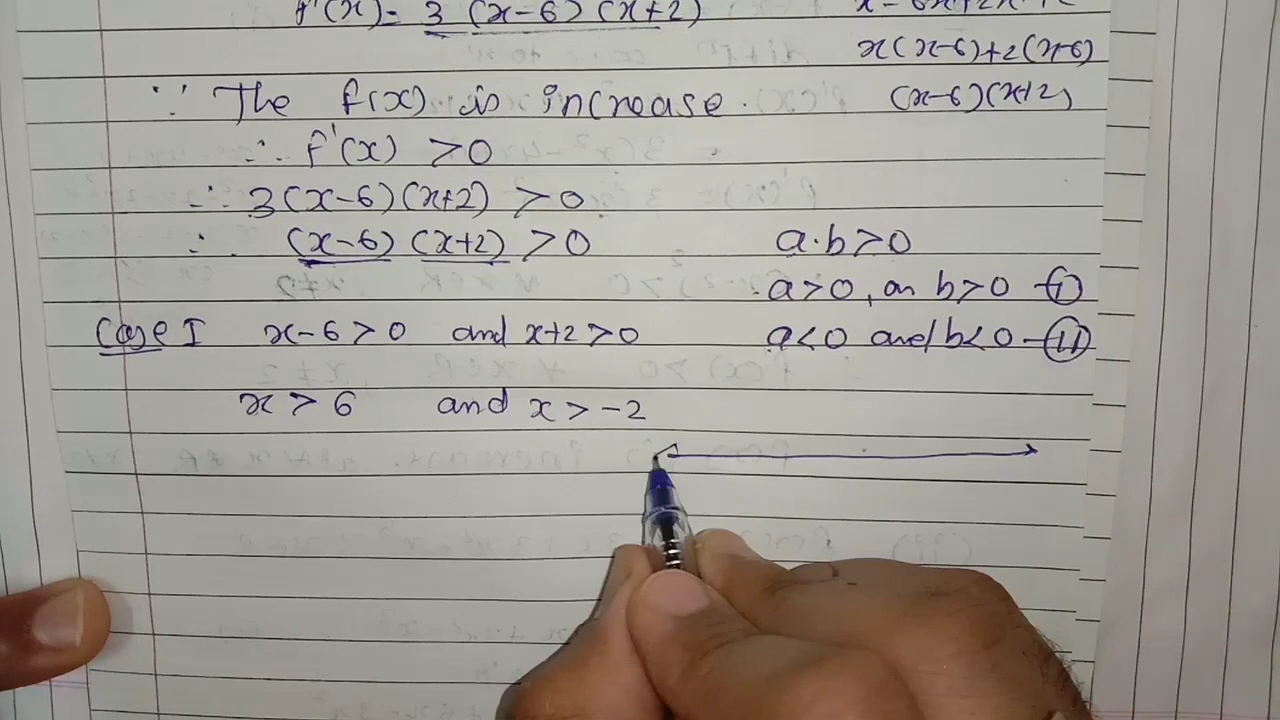 f'(x) = 3 (x-6) (x+2)
x(x-6)+2(x-6)
∵ The f(x) is increase. (x-6)(x+2)
∴ f'(x) > 0
∴ 3(x-6)(x+2) > 0
∴ (x-6) (x+2) > 0 a.b>0
a>0, an b>0 -(i)
Case I x-6>0 and x+2>0 a<0 and b<0 -(ii)
x > 6 and x > -2